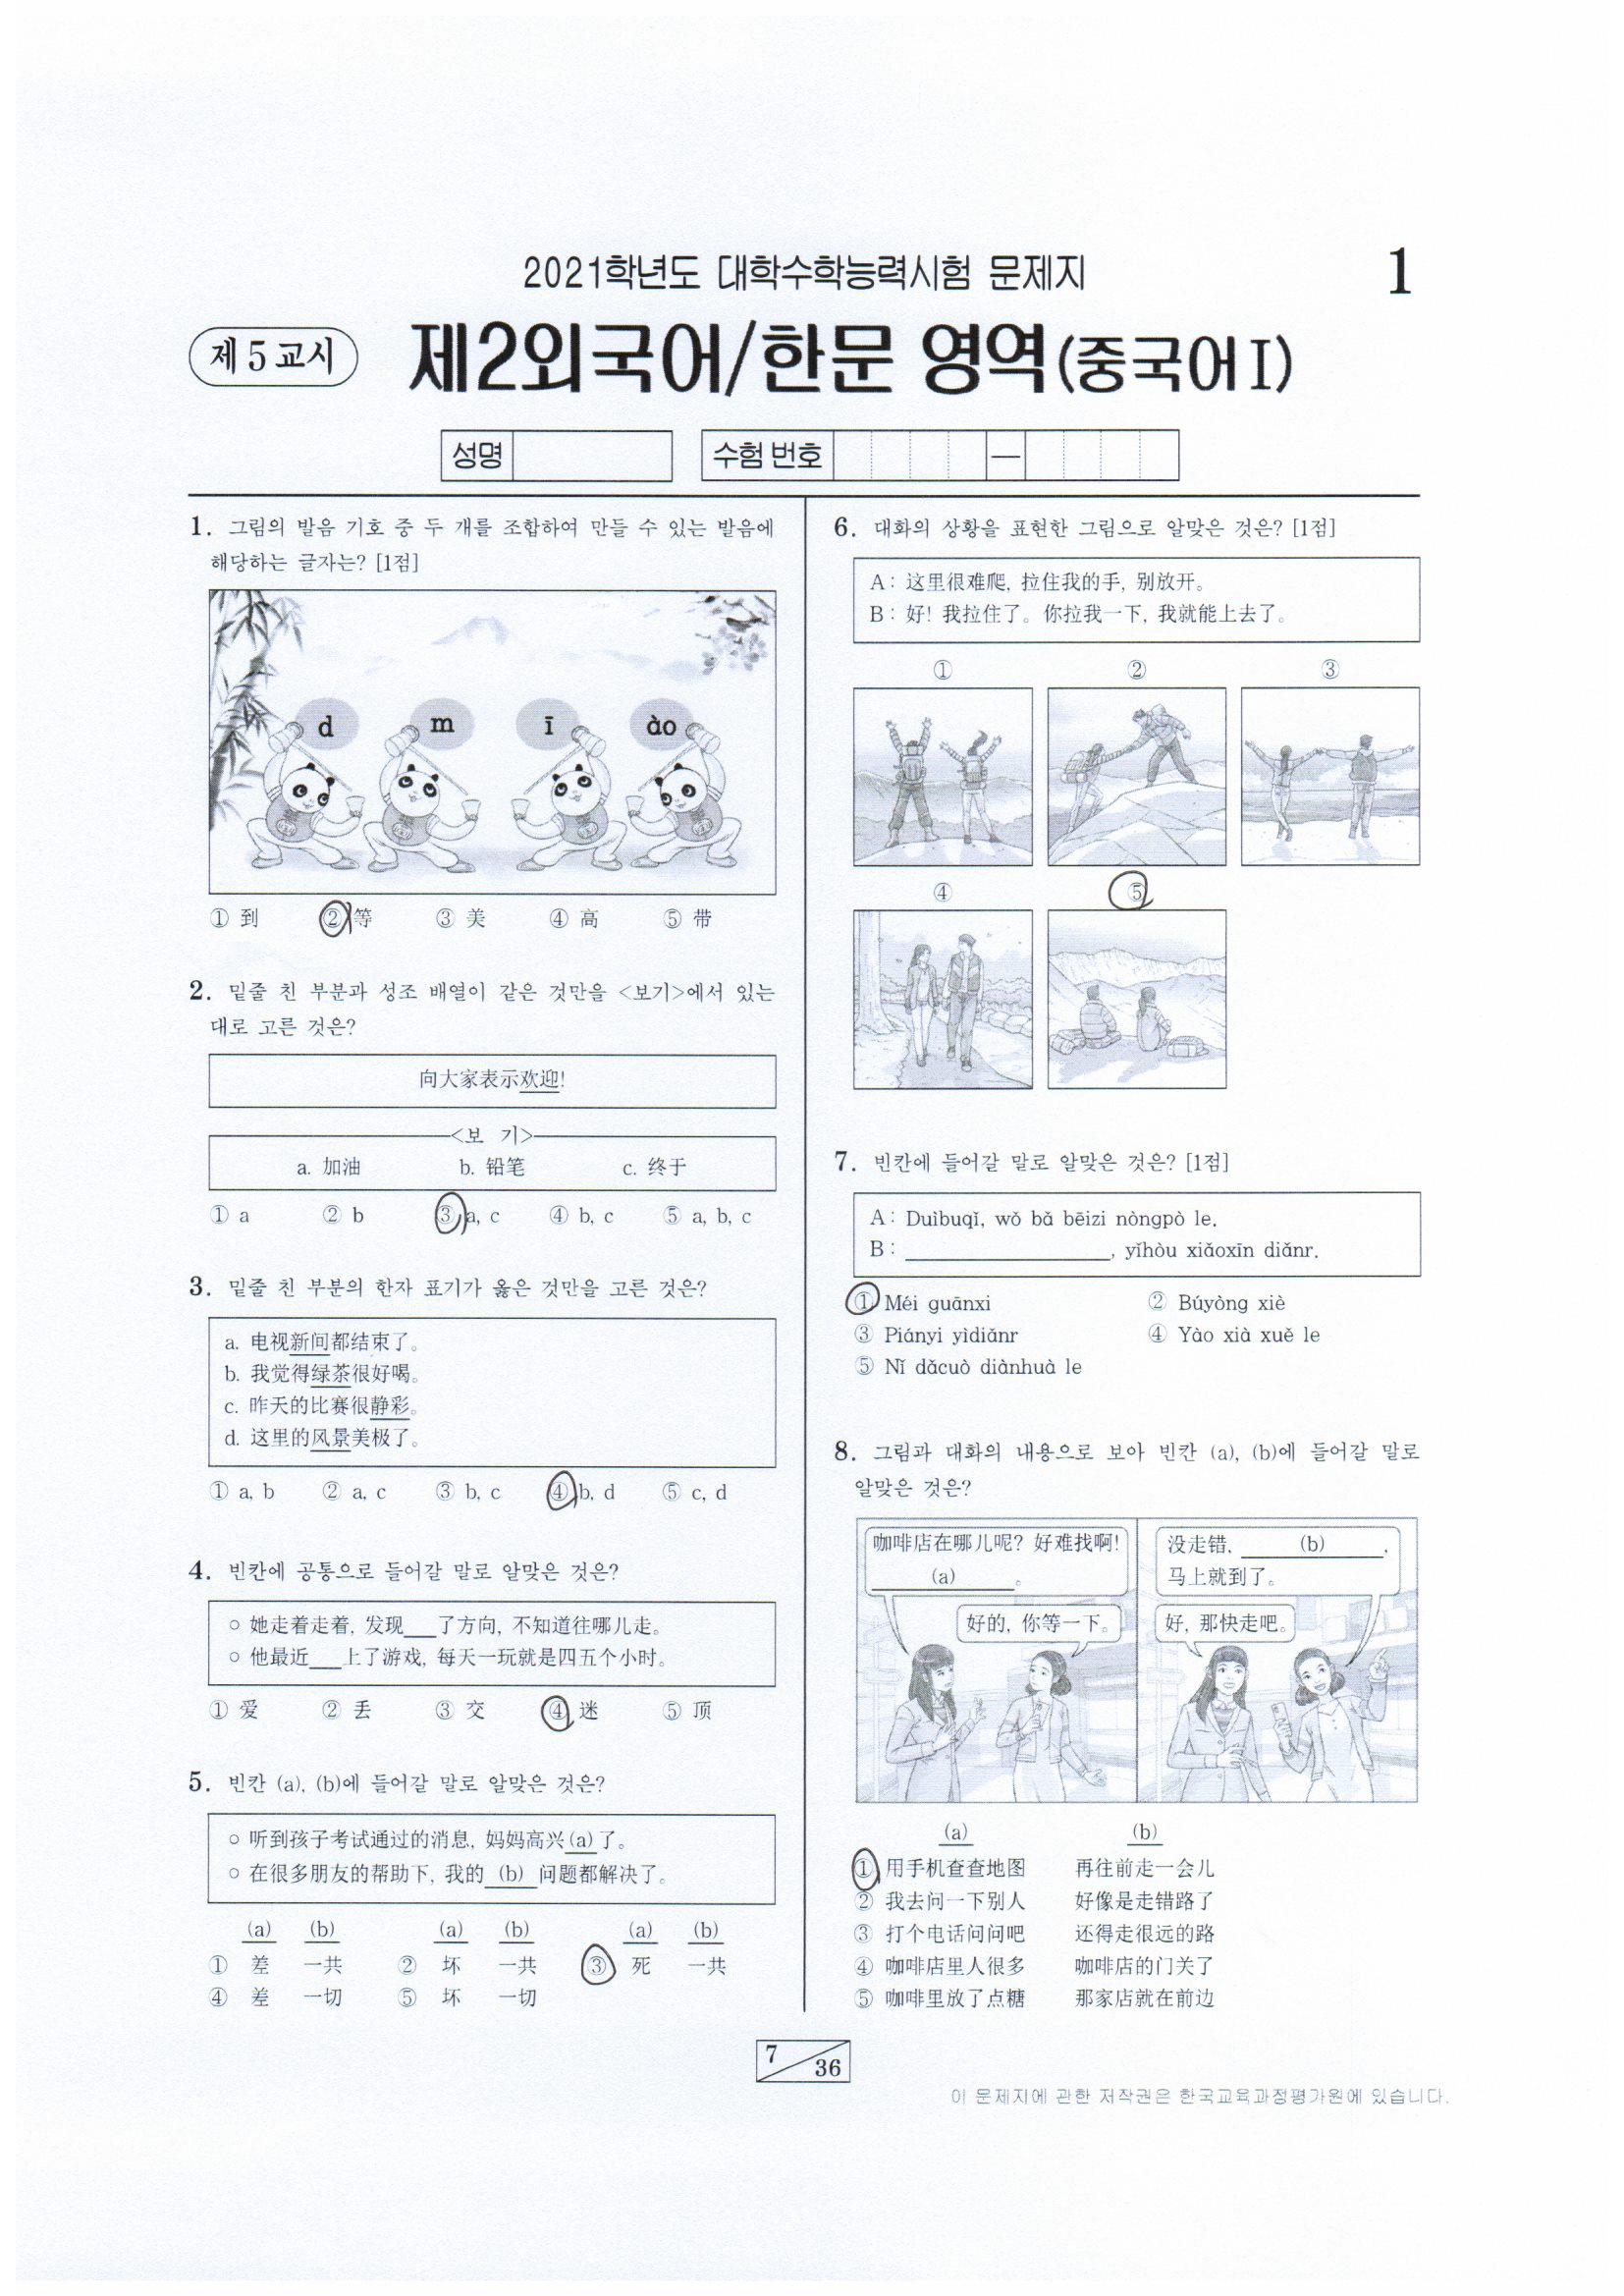 2021학년도 대학수학능력시험 문제지
1
제 5 교시
제2외국어/한문 영역(중국어 I)
성명
수험 번호
—
1. 그림의 발음 기호 중 두 개를 조합하여 만들 수 있는 발음에
해당하는 글자는? [1점]
d m ī ào
① 到 ② 等 ③ 美 ④ 高 ⑤ 带
2. 밑줄 친 부분과 성조 배열이 같은 것만을 <보기>에서 있는
대로 고른 것은?
向大家表示欢迎!
<보 기>
a. 加油 b. 铅笔 c. 终于
① a ② b ③ a, c ④ b, c ⑤ a, b, c
3. 밑줄 친 부분의 한자 표기가 옳은 것만을 고른 것은?
a. 电视新间都结束了。
b. 我觉得绿茶很好喝。
c. 昨天的比赛很静彩。
d. 这里的风景美极了。
① a, b ② a, c ③ b, c ④ b, d ⑤ c, d
4. 빈칸에 공통으로 들어갈 말로 알맞은 것은?
○ 她走着走着, 发现___了方向, 不知道往哪儿走。
○ 他最近___上了游戏, 每天一玩就是四五个小时。
① 爱 ② 丢 ③ 交 ④ 迷 ⑤ 顶
5. 빈칸 (a), (b)에 들어갈 말로 알맞은 것은?
○ 听到孩子考试通过的消息, 妈妈高兴(a)了。
○ 在很多朋友的帮助下, 我的 (b) 问题都解决了。
(a) (b) (a) (b) (a) (b)
① 差 一共 ② 坏 一共 ③ 死 一共
④ 差 一切 ⑤ 坏 一切
6. 대화의 상황을 표현한 그림으로 알맞은 것은? [1점]
A: 这里很难爬, 拉住我的手, 别放开。
B: 好! 我拉住了。你拉我一下, 我就能上去了。
① ② ③
④ ⑤
7. 빈칸에 들어갈 말로 알맞은 것은? [1점]
A: Duìbuqǐ, wǒ bǎ bēizi nòngpò le.
B: ____________________, yǐhòu xiǎoxīn diǎnr.
① Méi guānxi ② Búyòng xiè
③ Piányi yìdiǎnr ④ Yào xià xuě le
⑤ Nǐ dǎcuò diànhuà le
8. 그림과 대화의 내용으로 보아 빈칸 (a), (b)에 들어갈 말로
알맞은 것은?
咖啡店在哪儿呢? 好难找啊!
(a) 。
好的, 你等一下。
没走错, (b) ,
马上就到了。
好, 那快走吧。
(a) (b)
① 用手机查查地图 再往前走一会儿
② 我去问一下别人 好像是走错路了
③ 打个电话问问吧 还得走很远的路
④ 咖啡店里人很多 咖啡店的门关了
⑤ 咖啡里放了点糖 那家店就在前边
7
36
이 문제지에 관한 저작권은 한국교육과정평가원에 있습니다.